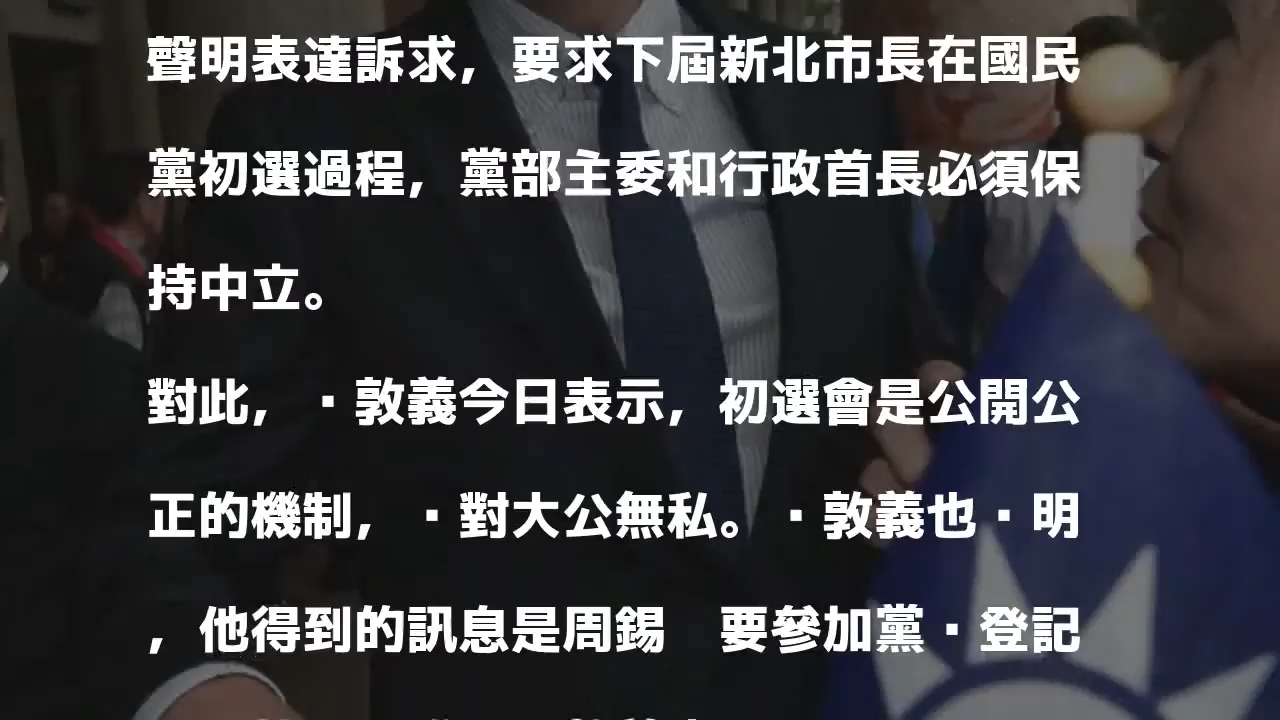 聲明表達訴求，要求下屆新北市長在國民
黨初選過程，黨部主委和行政首長必須保
持中立。
對此，▪敦義今日表示，初選會是公開公
正的機制，▪對大公無私。▪敦義也▪明
，他得到的訊息是周錫　要參加黨▪登記